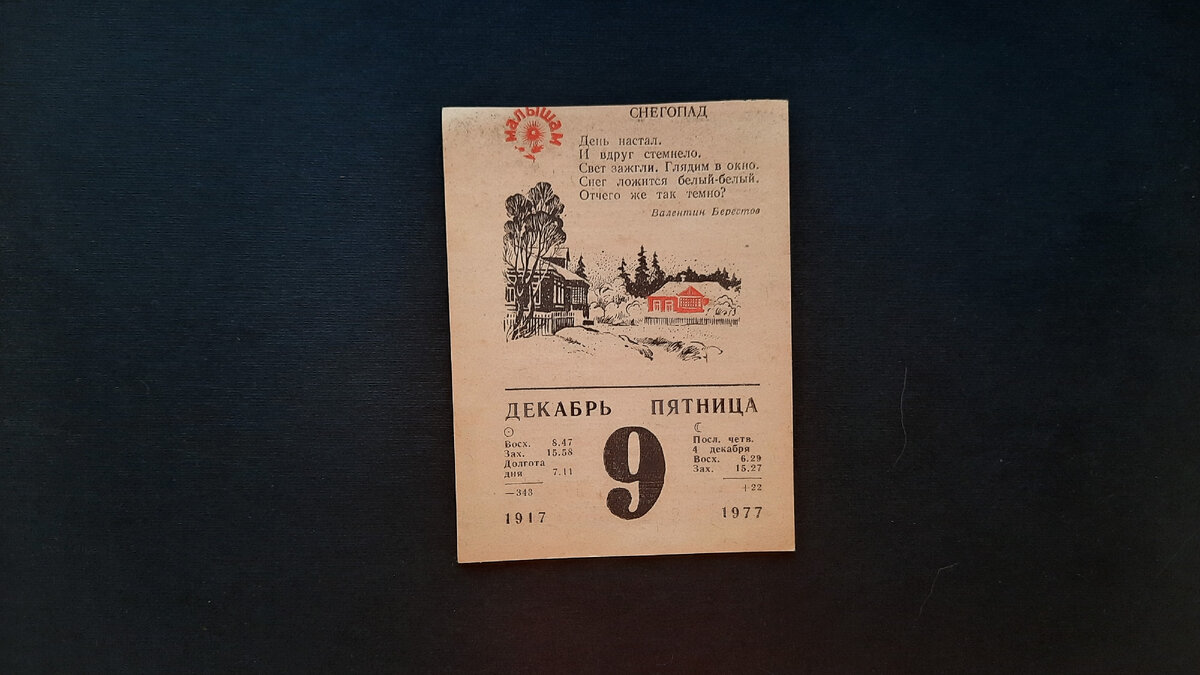 МАЛЫШАМ
СНЕГОПАД
День настал.
И вдруг стемнело.
Свет зажгли. Глядим в окно.
Снег ложится белый-белый.
Отчего же так темно?
Валентин Берестов
ДЕКАБРЬ ПЯТНИЦА
Восх. 8.47
Зах. 15.58
Долгота
дня 7.11
—343
1917
9
Посл. четв.
4 декабря
Восх. 6.29
Зах. 15.27
+22
1977